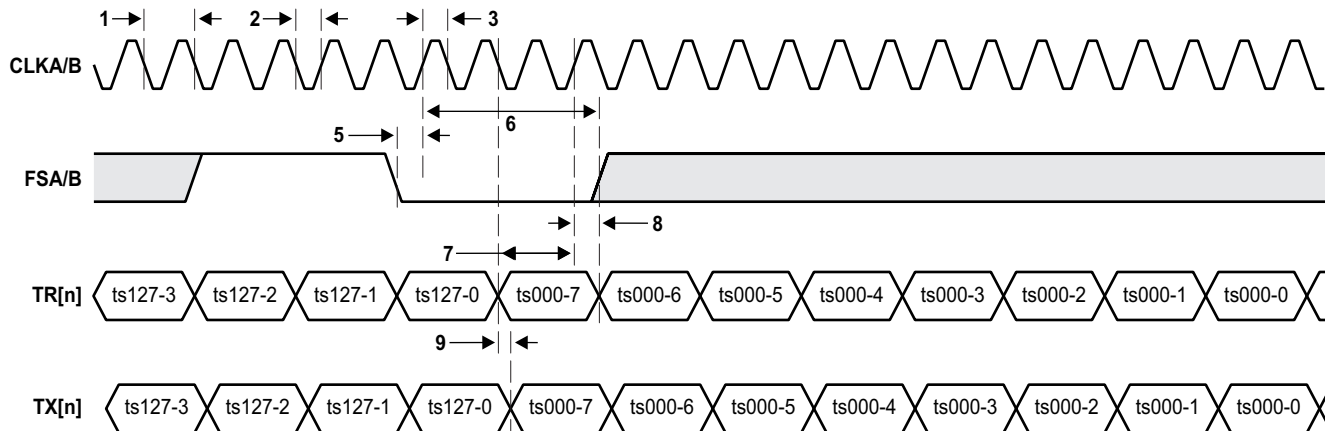 1 2 3
CLKA/B
6
5
FSA/B
8
7
TR[n] ts127-3 ts127-2 ts127-1 ts127-0 ts000-7 ts000-6 ts000-5 ts000-4 ts000-3 ts000-2 ts000-1 ts000-0
9
TX[n] ts127-3 ts127-2 ts127-1 ts127-0 ts000-7 ts000-6 ts000-5 ts000-4 ts000-3 ts000-2 ts000-1 ts000-0